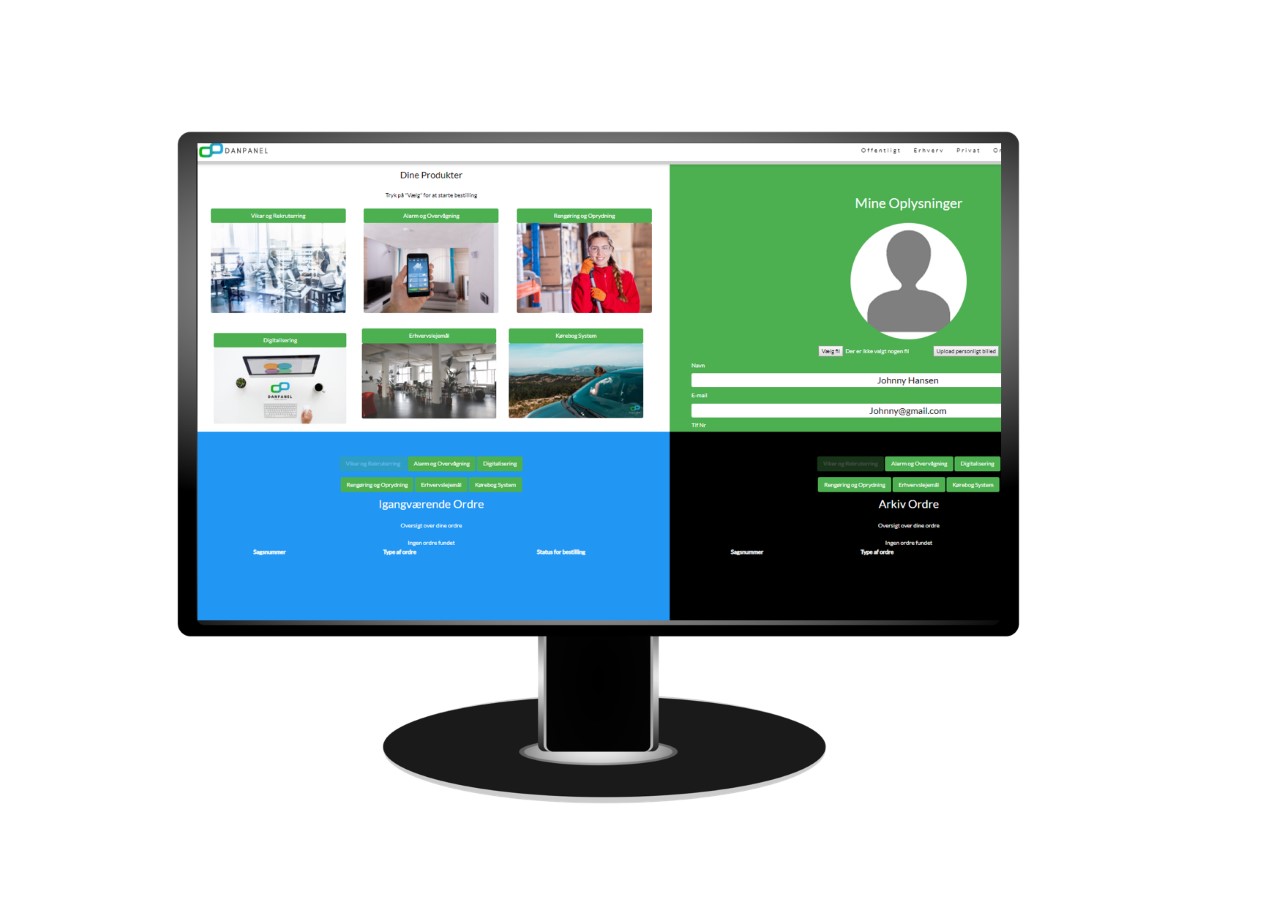 DANPANEL
Offentligt Erhverv Privat
Dine Produkter
Tryk på "Vælg" for at starte bestilling
Vikar og Rekruttering
Alarm og Overvågning
Rengøring og Oprydning
Digitalisering
Erhvervslejemål
Kørebog System
DANPANEL
Mine Oplysninger
Vælg fil Der er ikke valgt nogen fil
Upload personligt billed
Navn
Johnny Hansen
E-mail
Johnny@gmail.com
Tlf Nr
Vikar og Rekruttering Alarm og Overvågning Digitalisering
Rengøring og Oprydning Erhvervslejemål Kørebog System
Igangværende Ordre
Oversigt over dine ordre
Ingen ordre fundet
Sagsnummer Type af ordre Status for bestilling
Vikar og Rekruttering Alarm og Overvågning Digitalisering
Rengøring og Oprydning Erhvervslejemål Kørebog System
Arkiv Ordre
Oversigt over dine ordre
Ingen ordre fundet
Sagsnummer Type af ordre